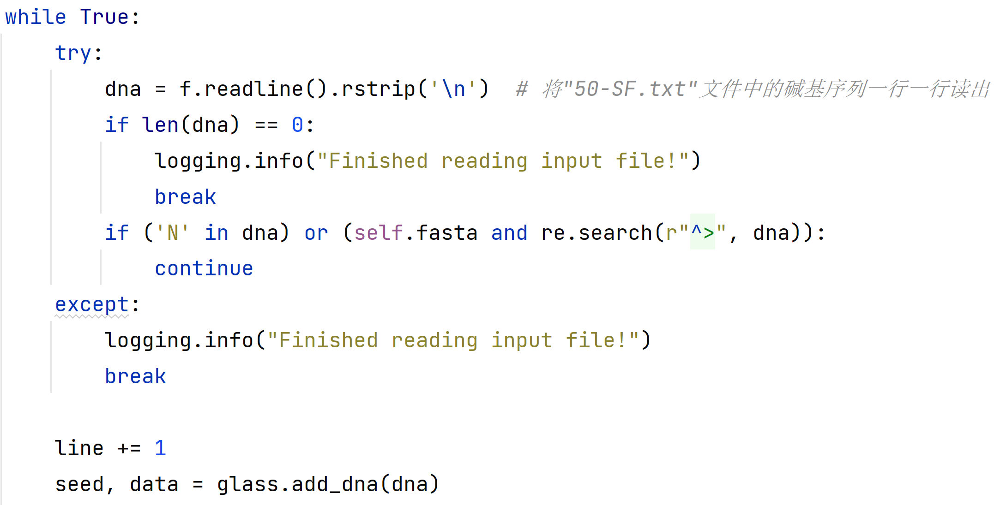 while True:
    try:
        dna = f.readline().rstrip('\n')  # 将"50-SF.txt"文件中的碱基序列一行一行读出
        if len(dna) == 0:
            logging.info("Finished reading input file!")
            break
        if ('N' in dna) or (self.fasta and re.search(r"^>", dna)):
            continue
    except:
        logging.info("Finished reading input file!")
        break

    line += 1
    seed, data = glass.add_dna(dna)